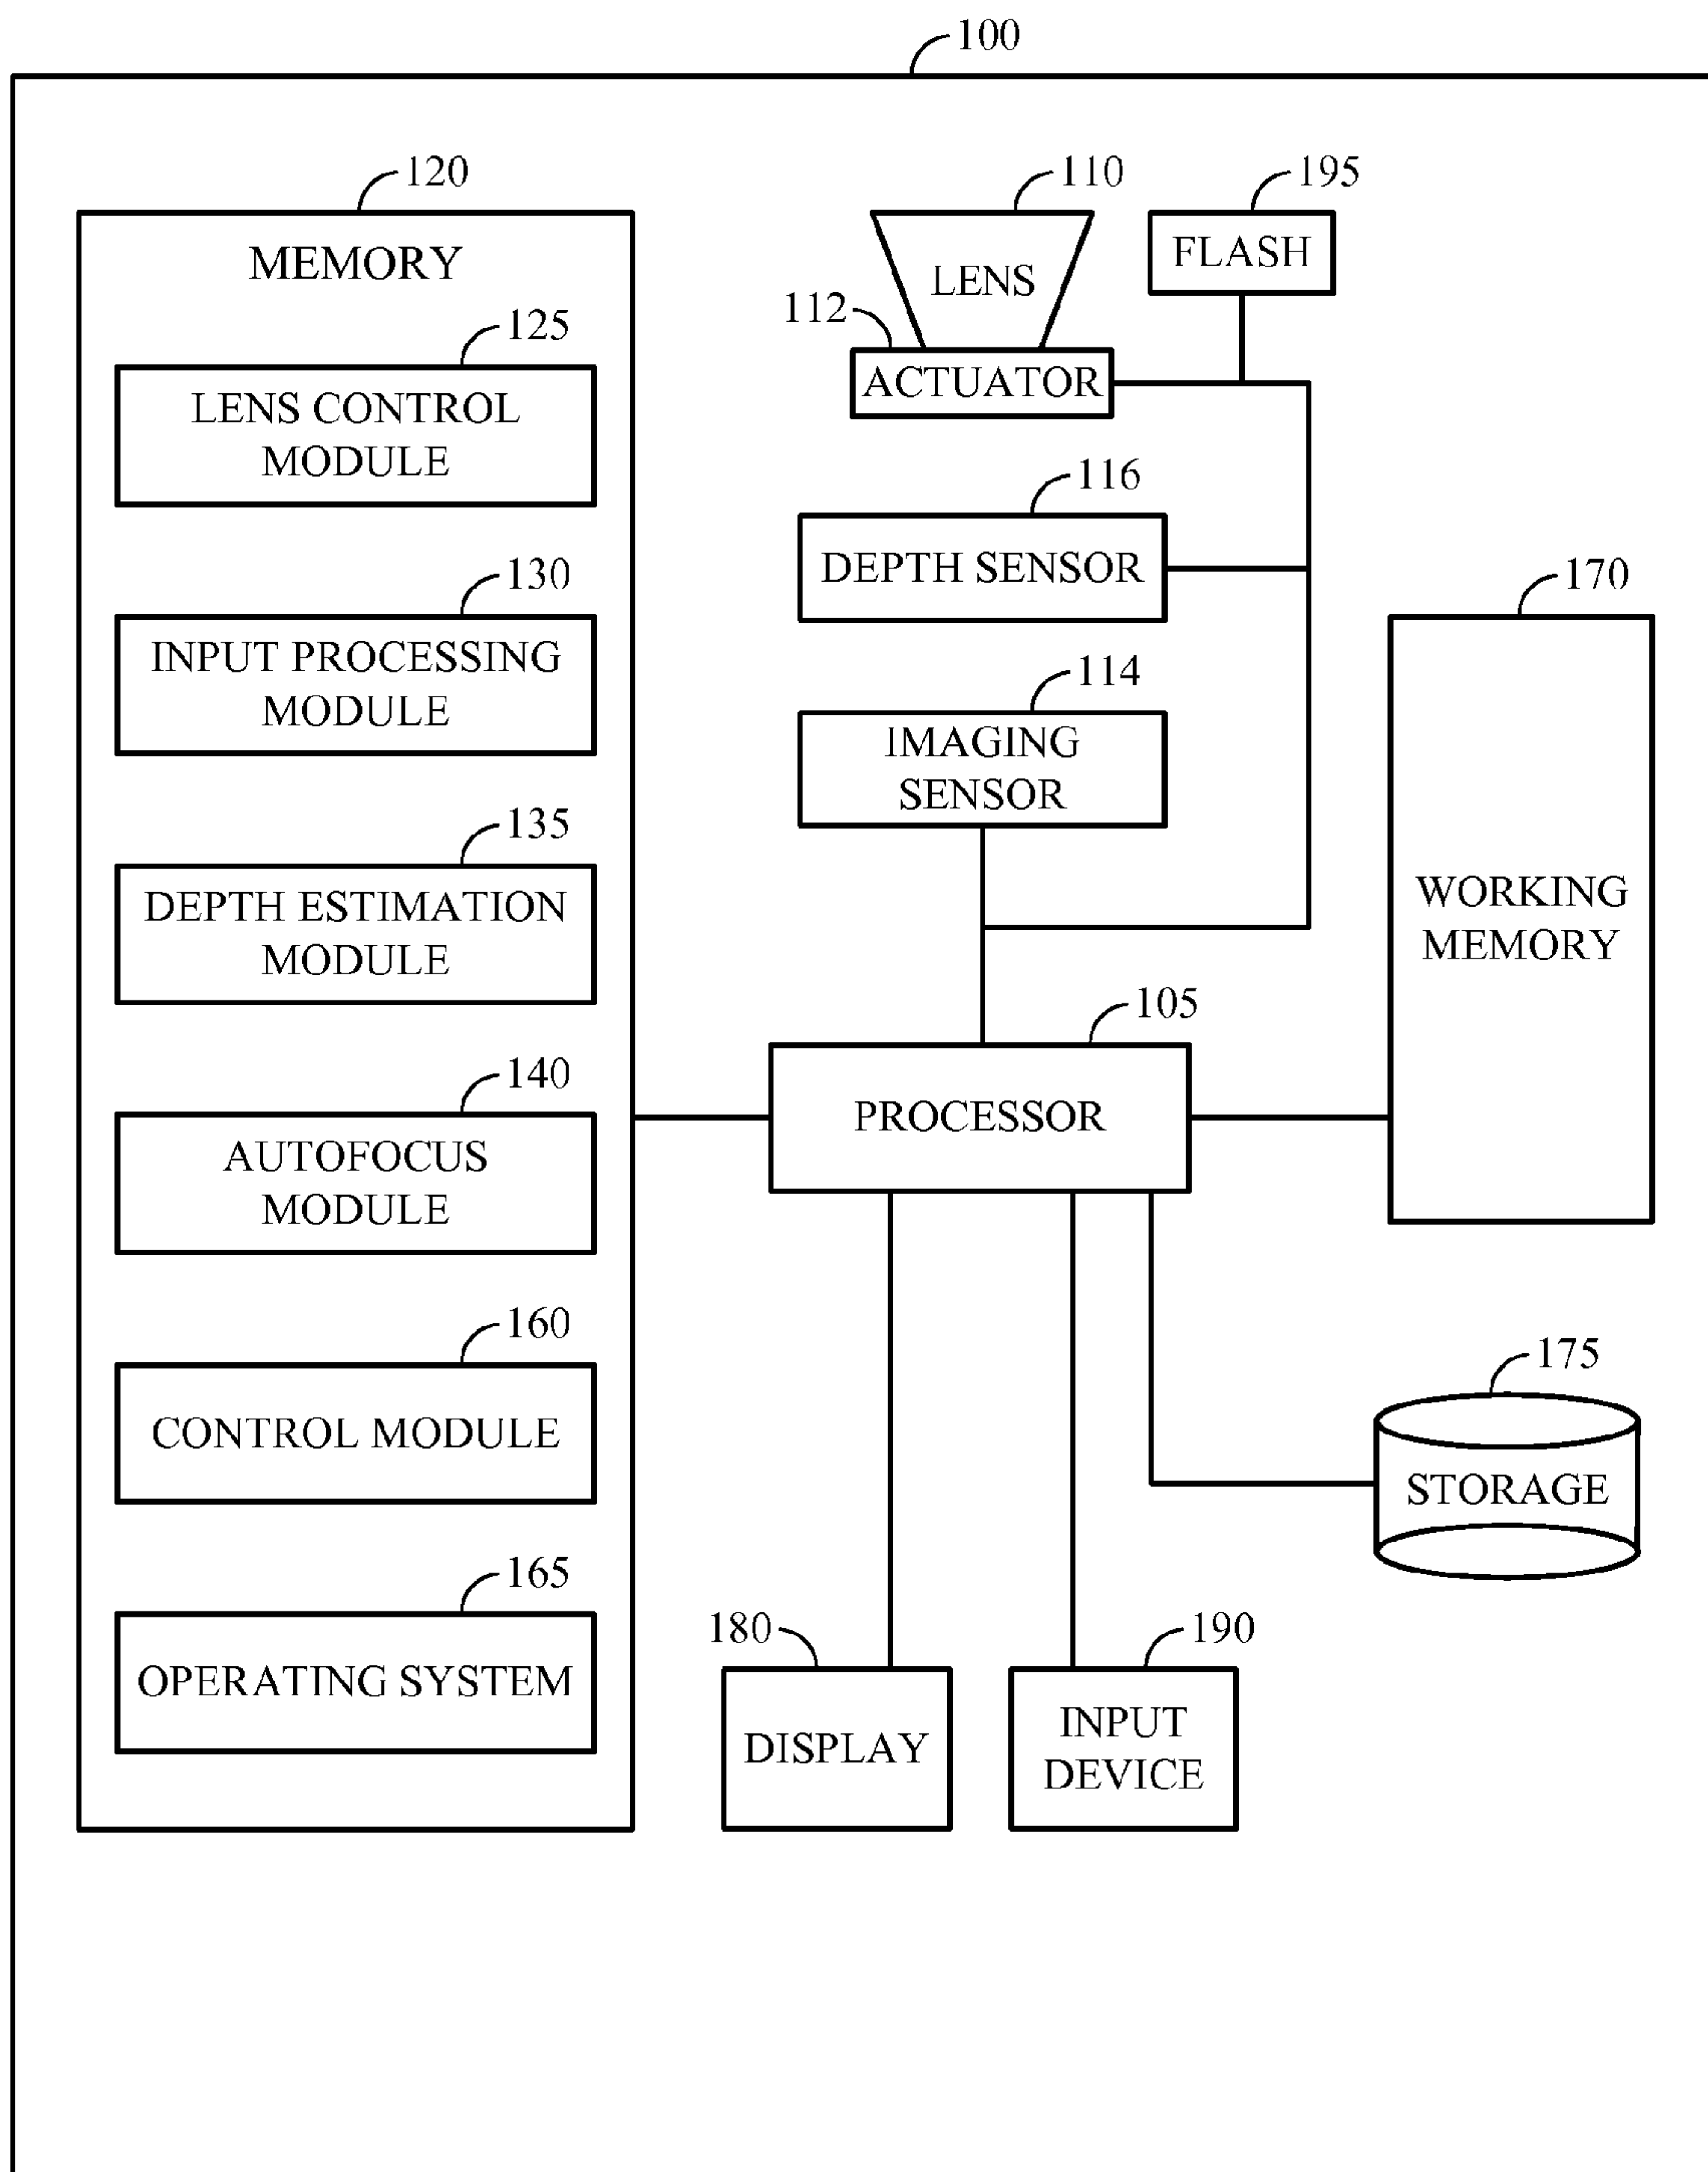 100
120
MEMORY
125
LENS CONTROL
MODULE
130
INPUT PROCESSING
MODULE
135
DEPTH ESTIMATION
MODULE
140
AUTOFOCUS
MODULE
160
CONTROL MODULE
165
OPERATING SYSTEM
110
LENS
195
FLASH
112
ACTUATOR
116
DEPTH SENSOR
114
IMAGING
SENSOR
170
WORKING
MEMORY
105
PROCESSOR
175
STORAGE
180
DISPLAY
190
INPUT
DEVICE